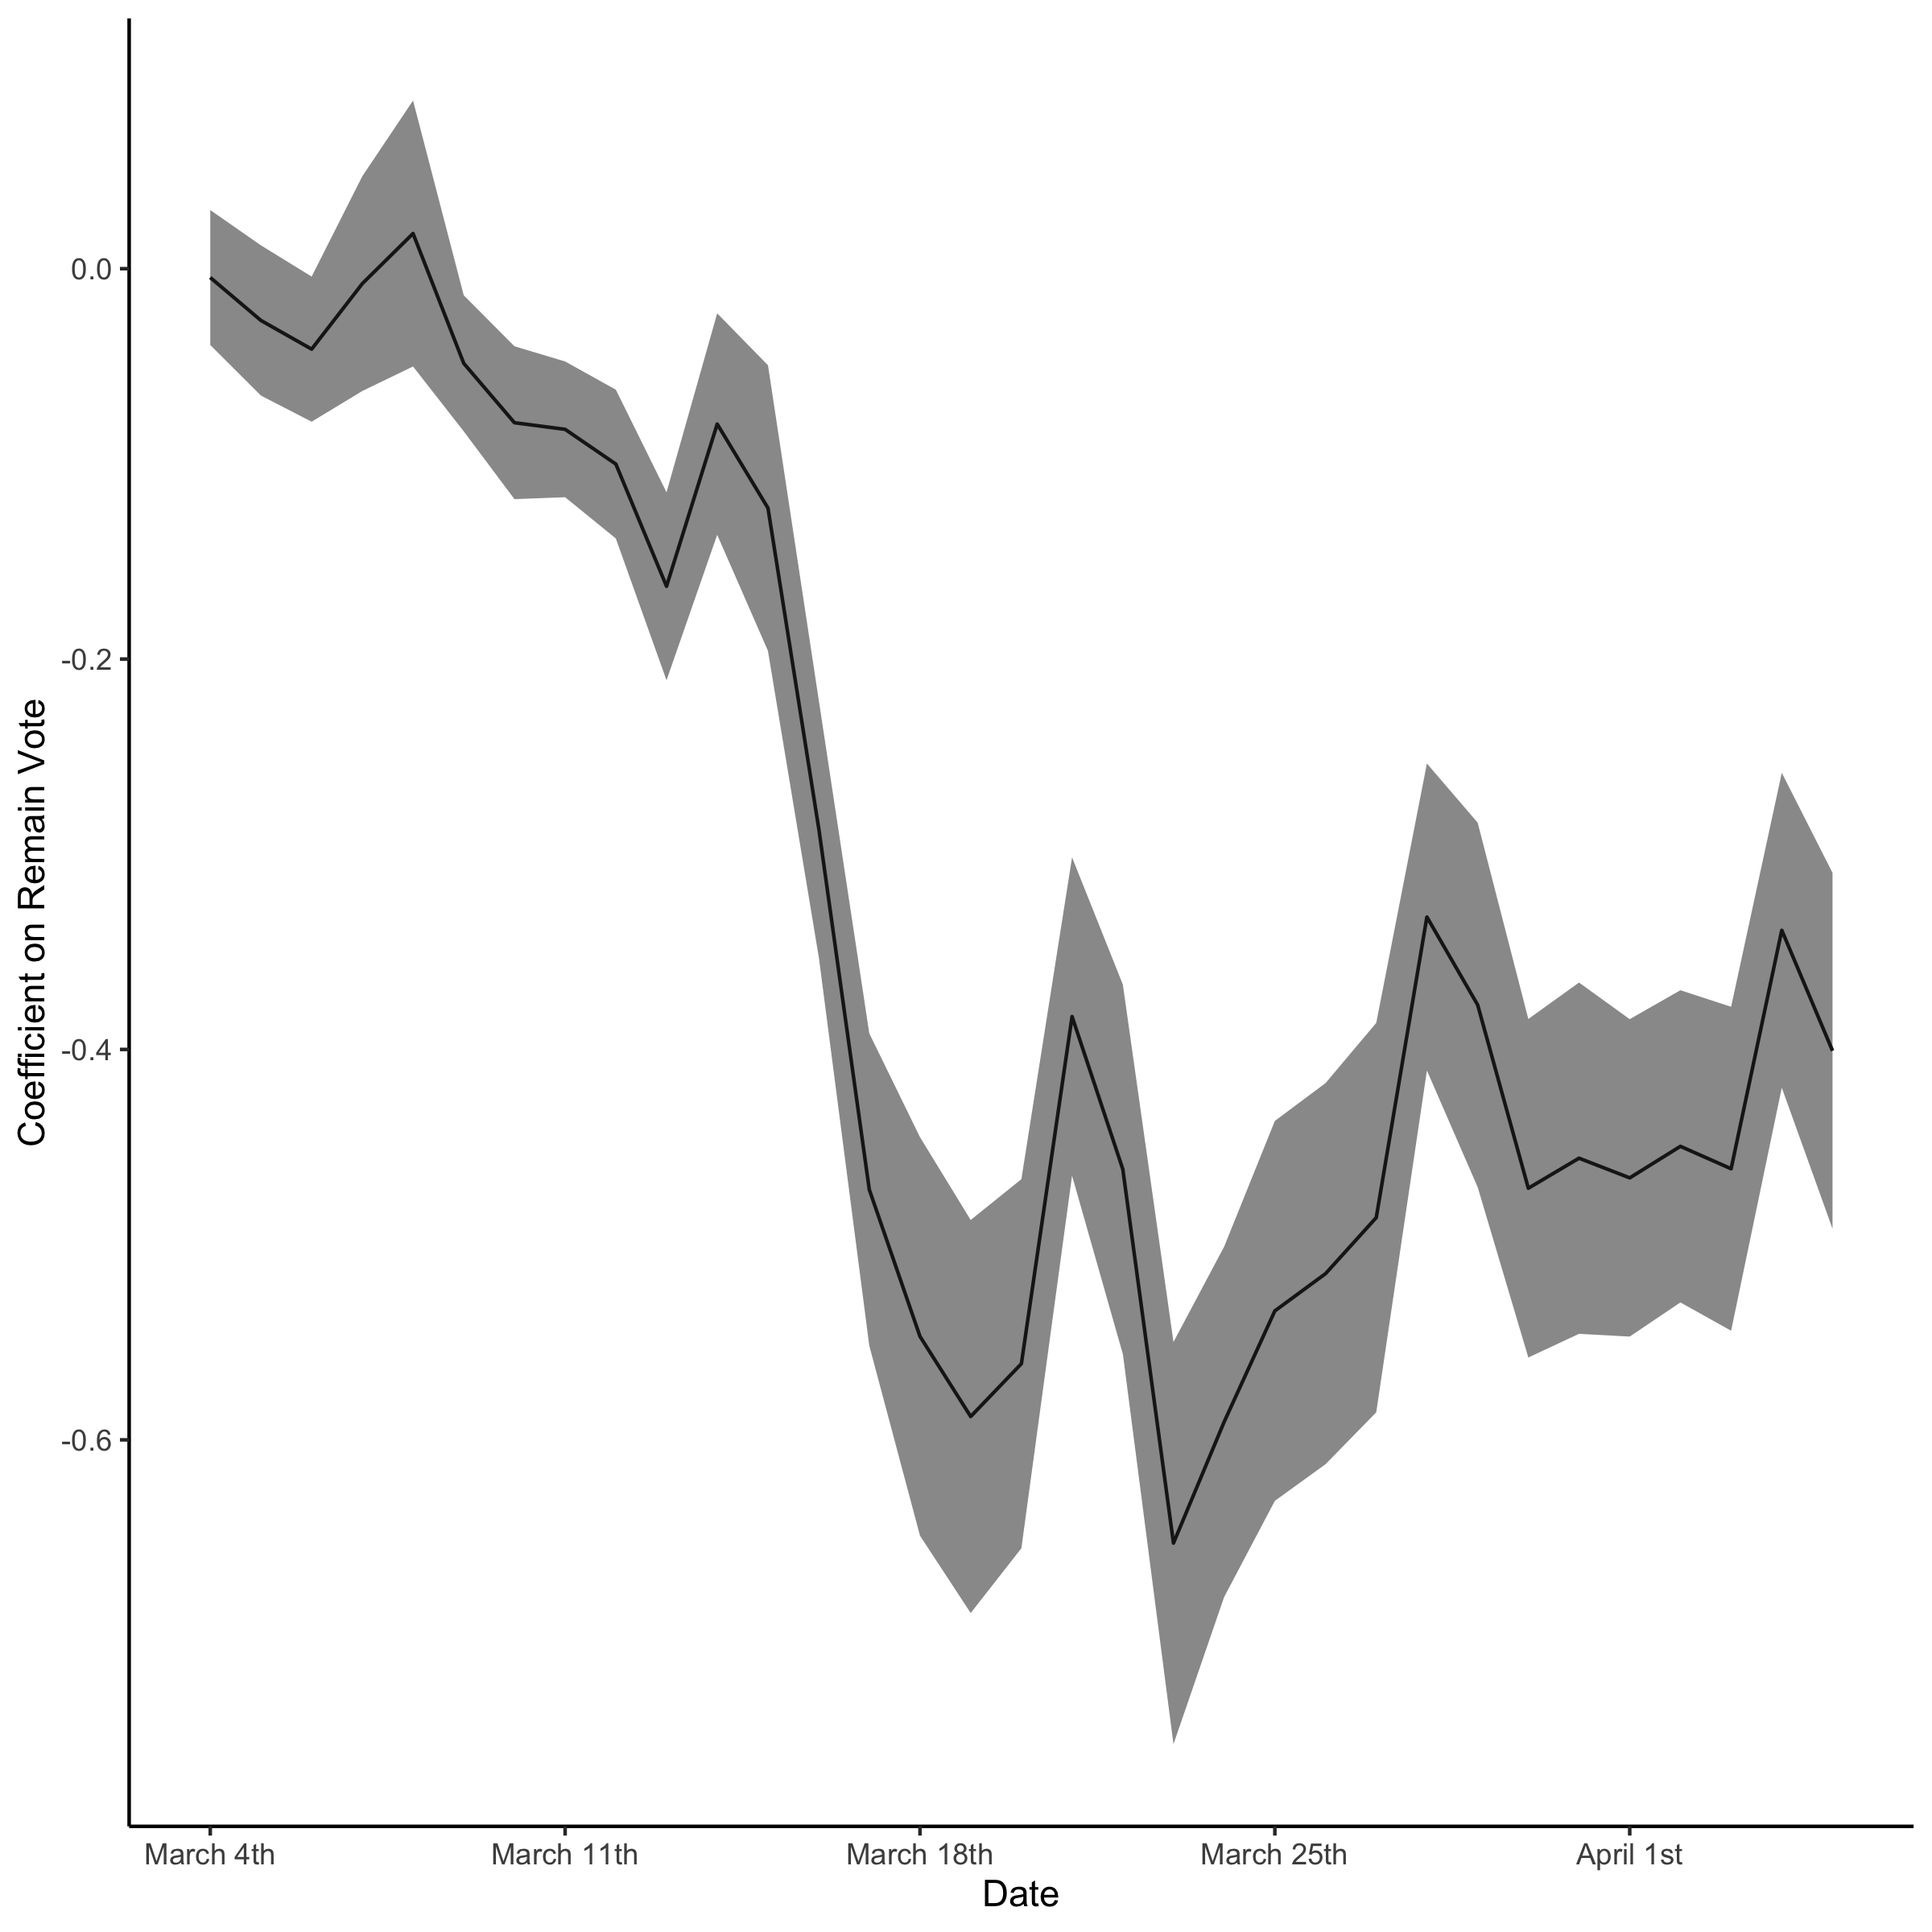 Coefficient on Remain Vote
0.0
-0.2
-0.4
-0.6
March 4th March 11th March 18th March 25th April 1st
Date